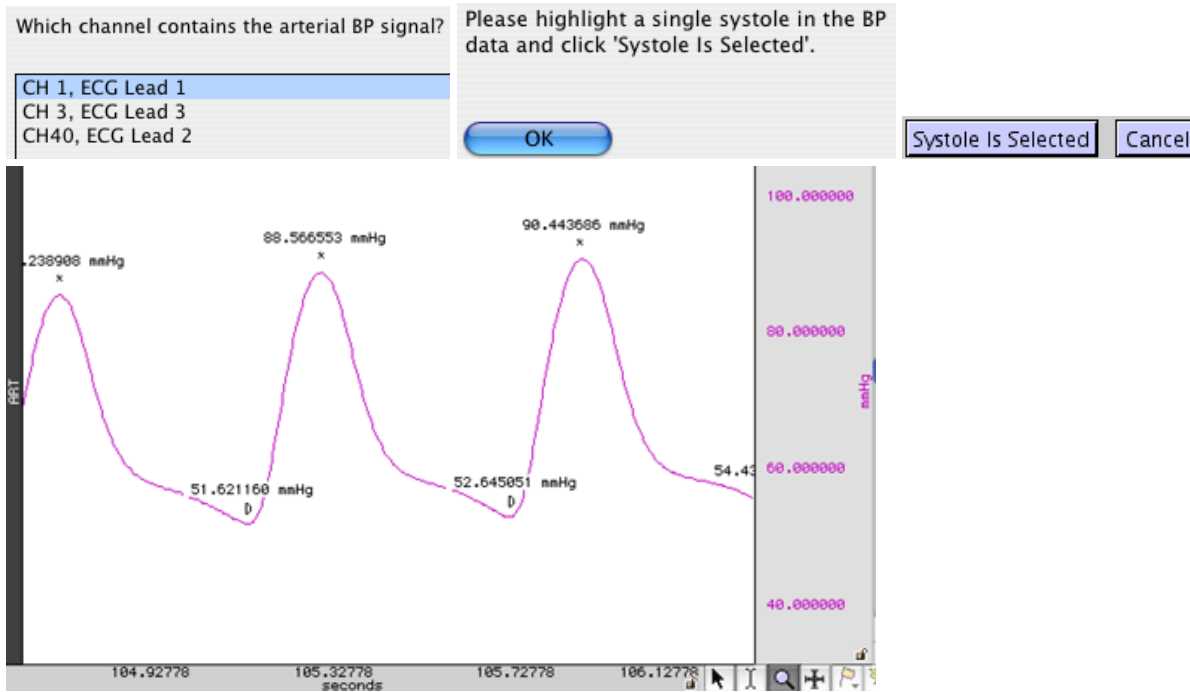 Which channel contains the arterial BP signal?
CH 1, ECG Lead 1
CH 3, ECG Lead 3
CH40, ECG Lead 2
Please highlight a single systole in the BP
data and click 'Systole Is Selected'.
OK
Systole Is Selected
Cancel
100.000000
90.443686 mmHg
88.566553 mmHg
.238908 mmHg
80.000000
ART
mmHg
60.000000
54.43
52.645051 mmHg
D
51.621160 mmHg
D
40.000000
104.92778
105.32778
105.72778
106.12778
seconds